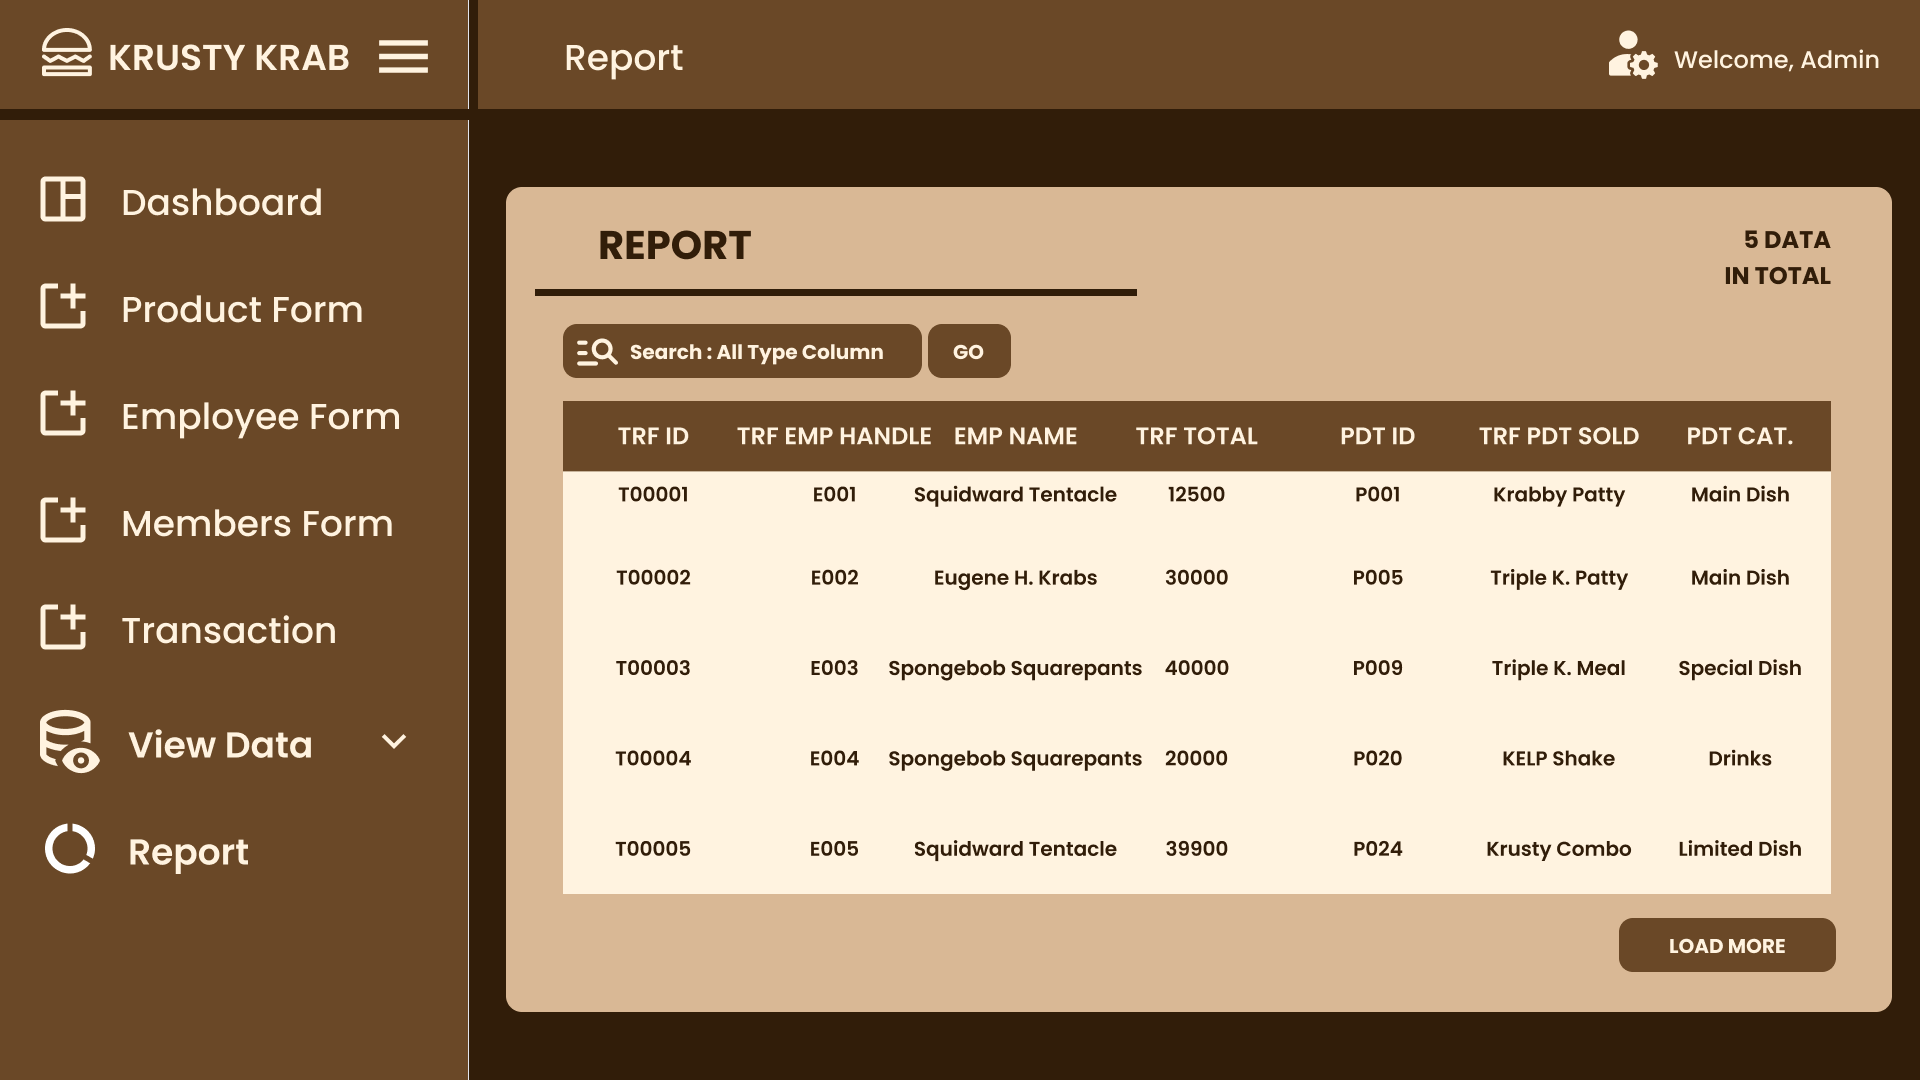 KRUSTY KRAB
Report
Welcome, Admin
Dashboard
Product Form
Employee Form
Members Form
Transaction
View Data
Report
REPORT
5 DATA
IN TOTAL
Search : All Type Column
GO
TRF ID TRF EMP HANDLE EMP NAME TRF TOTAL PDT ID TRF PDT SOLD PDT CAT.
T00001 E001 Squidward Tentacle 12500 P001 Krabby Patty Main Dish
T00002 E002 Eugene H. Krabs 30000 P005 Triple K. Patty Main Dish
T00003 E003 Spongebob Squarepants 40000 P009 Triple K. Meal Special Dish
T00004 E004 Spongebob Squarepants 20000 P020 KELP Shake Drinks
T00005 E005 Squidward Tentacle 39900 P024 Krusty Combo Limited Dish
LOAD MORE